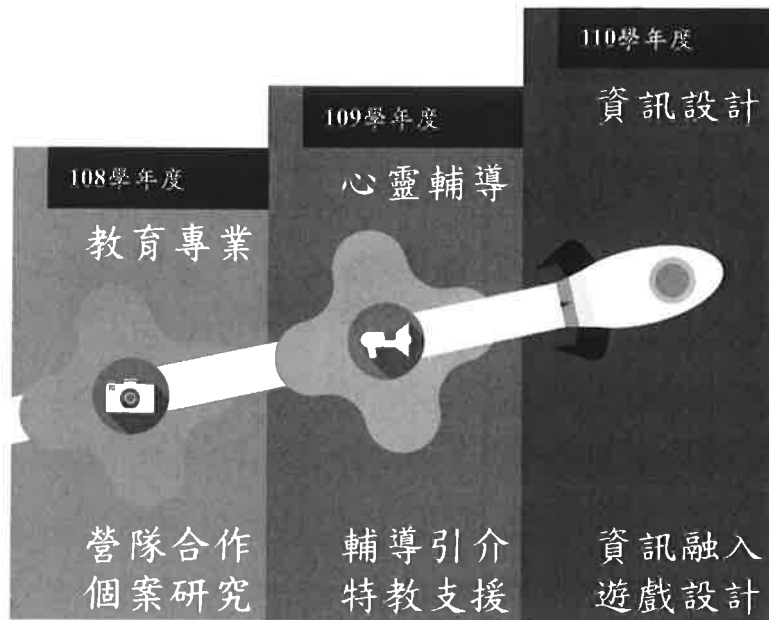 108學年度
教育專業
營隊合作
個案研究
109學年度
心靈輔導
輔導引介
特教支援
110學年度
資訊設計
資訊融入
遊戲設計